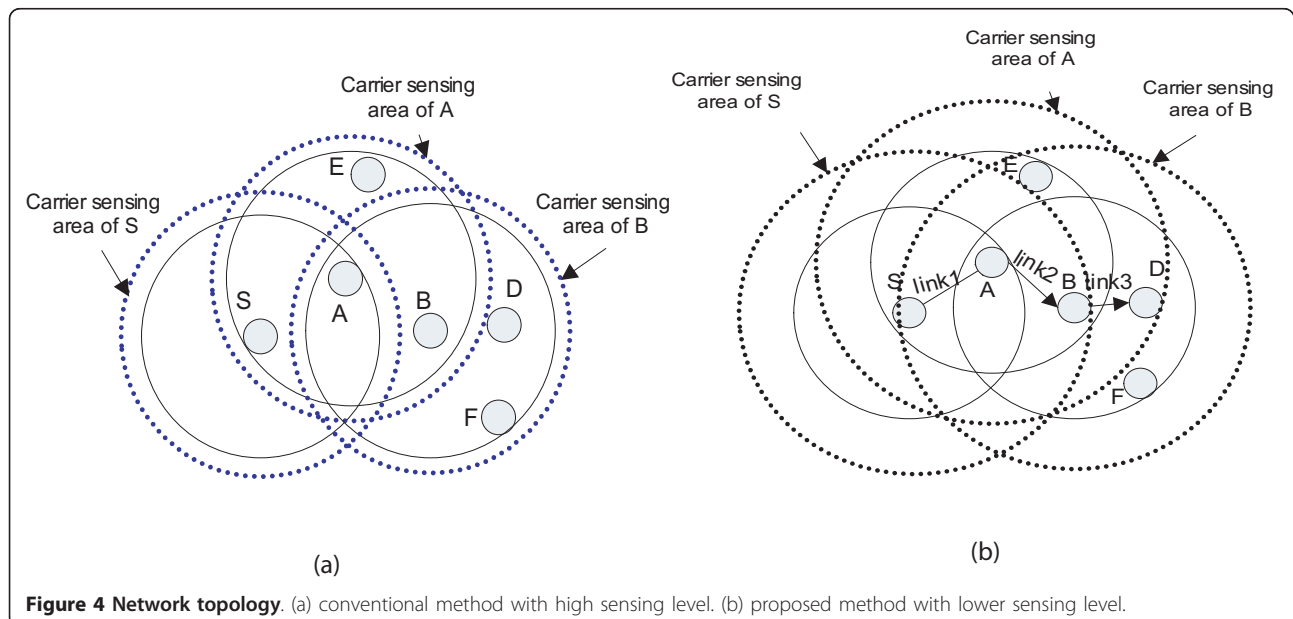 Carrier sensing
area of A
Carrier sensing
area of S
Carrier sensing
area of B
E
A
S
B
D
F
(a)
Carrier sensing
area of A
Carrier sensing
area of S
Carrier sensing
area of B
E
S
link1
A
link2
B
link3
D
F
(b)
Figure 4 Network topology. (a) conventional method with high sensing level. (b) proposed method with lower sensing level.